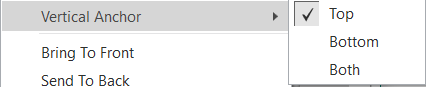 Vertical Anchor
Bring To Front
Send To Back
Top
Bottom
Both